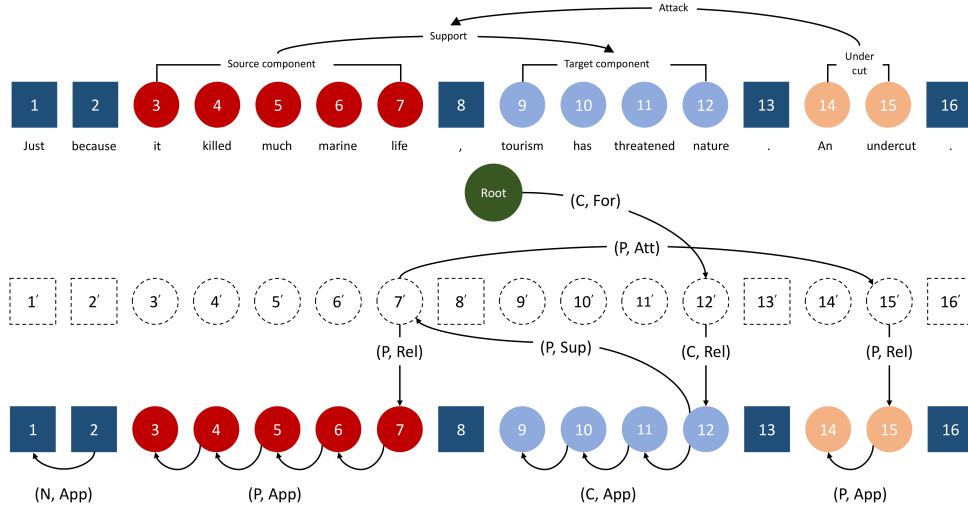 Attack
Support
Source component
Target component
Under
cut
1 2 3 4 5 6 7 8 9 10 11 12 13 14 15 16
Just because it killed much marine life , tourism has threatened nature . An undercut .
Root
(C, For)
(P, Att)
1′ 2′ 3′ 4′ 5′ 6′ 7′ 8′ 9′ 10′ 11′ 12′ 13′ 14′ 15′ 16′
(P, Rel) (P, Sup) (C, Rel) (P, Rel)
1 2 3 4 5 6 7 8 9 10 11 12 13 14 15 16
(N, App) (P, App) (C, App) (P, App)